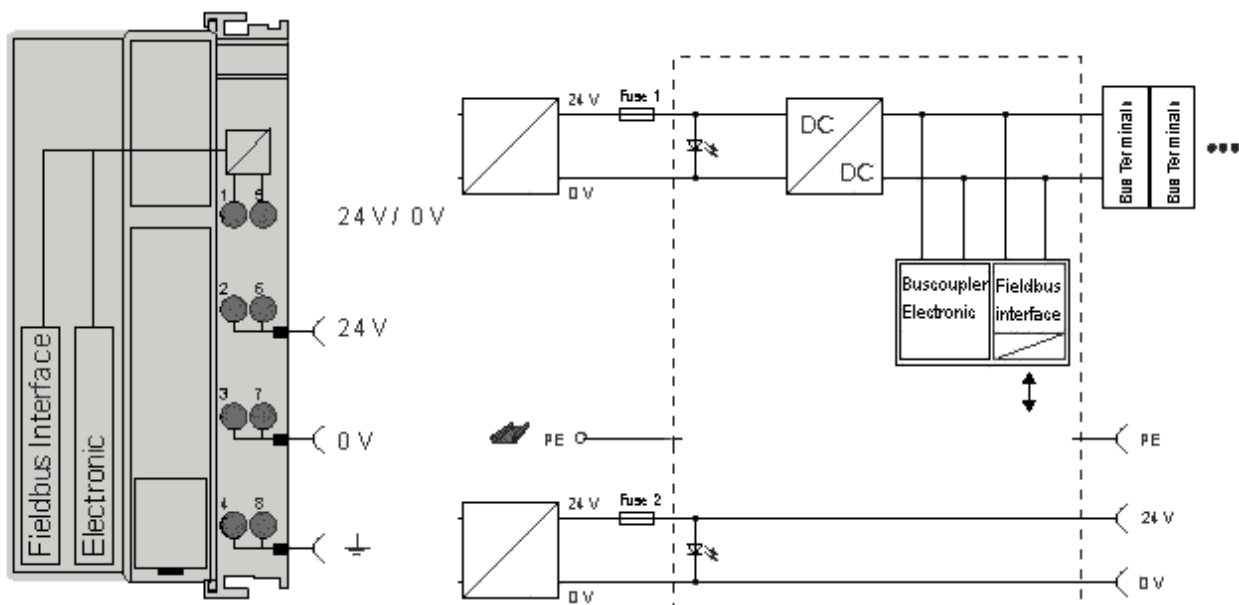 Fieldbus Interface
Electronic
1 5
24 V / 0 V
2 6
24 V
3 7
0 V
4 8
24 V
Fuse 1
0 V
DC
DC
Bus Terminals
Bus Terminals
Buscoupler
Electronic
Fieldbus
interface
PE
PE
24 V
Fuse 2
24 V
0 V
0 V